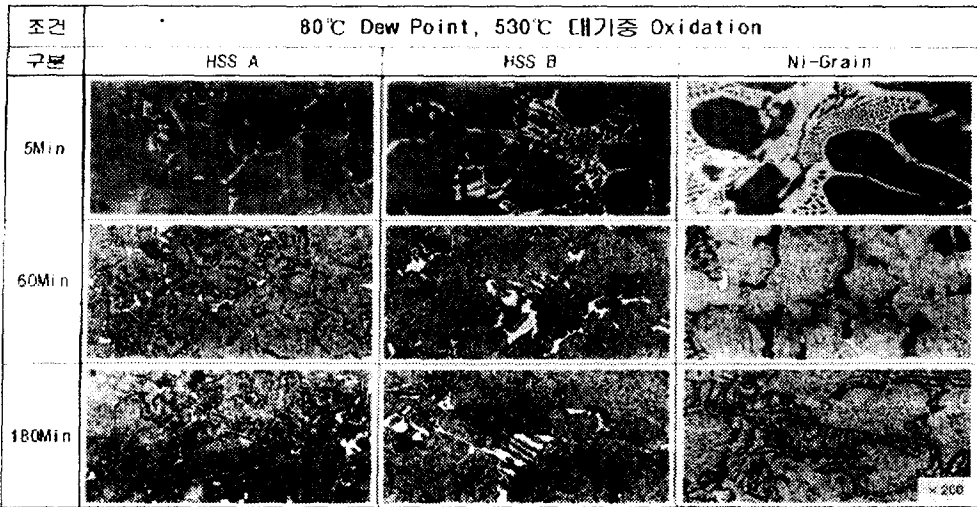 조건 80℃ Dew Point, 530℃ 대기중 Oxidation
구분 HSS A HSS B Ni-Grain
5Min
60Min
180Min
×200